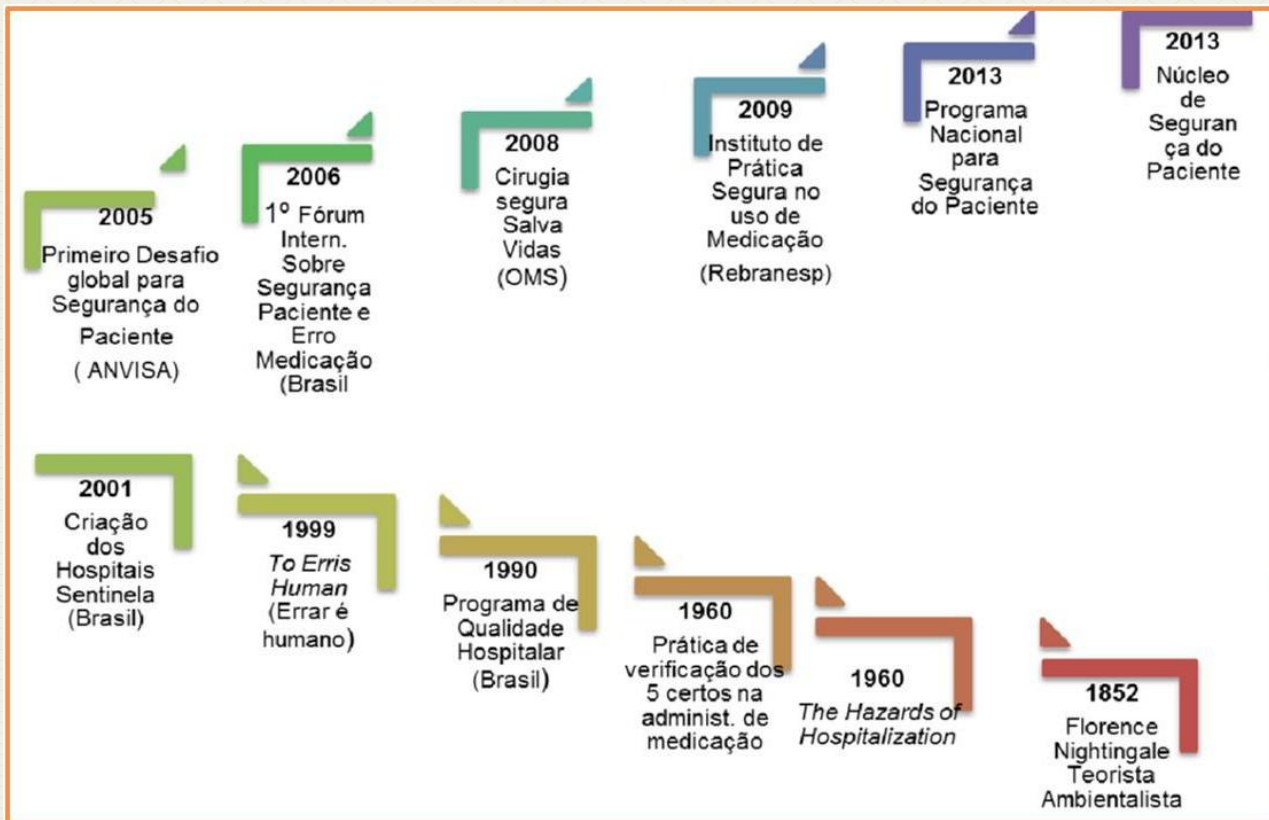 2005
Primeiro Desafio
global para
Segurança do
Paciente
( ANVISA)
2006
1º Fórum
Intern.
Sobre
Segurança
Paciente e
Erro
Medicação
(Brasil
2008
Cirugia
segura
Salva
Vidas
(OMS)
2009
Instituto de
Prática
Segura no
uso de
Medicação
(Rebranesp)
2013
Programa
Nacional
para
Segurança
do Paciente
2013
Núcleo
de
Seguran
ça do
Paciente
2001
Criação
dos
Hospitais
Sentinela
(Brasil)
1999
To Erris
Human
(Errar é
humano)
1990
Programa de
Qualidade
Hospitalar
(Brasil)
1960
Prática de
verificação dos
5 certos na
administ. de
medicação
1960
The Hazards of
Hospitalization
1852
Florence
Nightingale
Teorista
Ambientalista